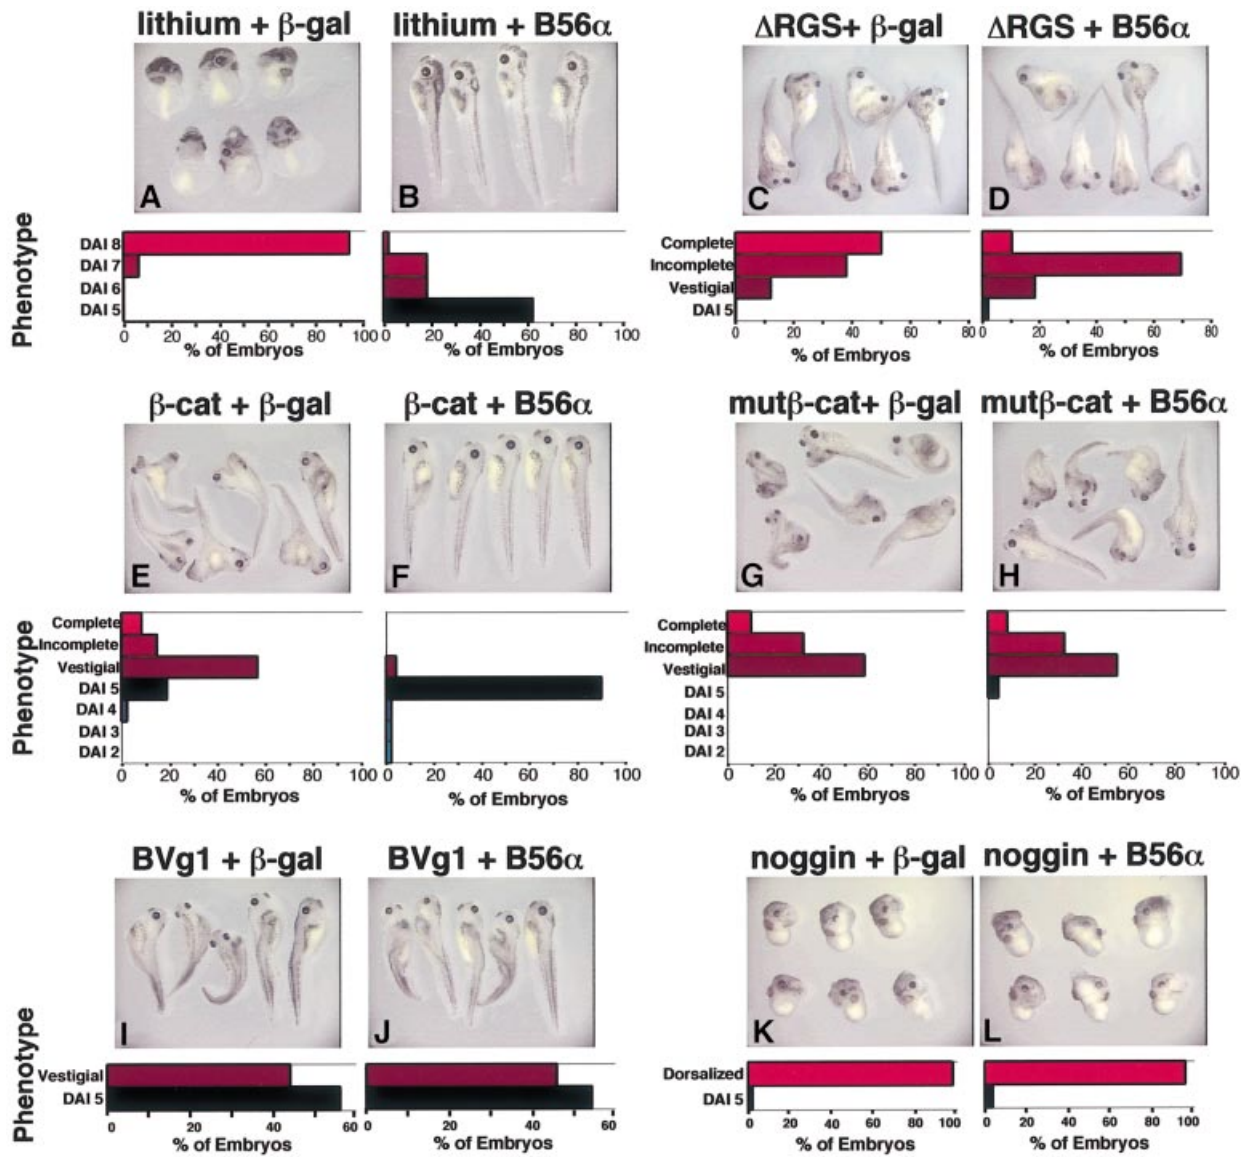 lithium + β-gal
lithium + B56α
ΔRGS+ β-gal
ΔRGS + B56α
A
B
C
D
Phenotype
DAI 8
DAI 7
DAI 6
DAI 5
0 20 40 60 80 100
% of Embryos
0 20 40 60 80 100
% of Embryos
Complete
Incomplete
Vestigial
DAI 5
0 20 40 60 80
% of Embryos
0 20 40 60 80
% of Embryos
β-cat + β-gal
β-cat + B56α
mutβ-cat+ β-gal
mutβ-cat + B56α
E
F
G
H
Phenotype
Complete
Incomplete
Vestigial
DAI 5
DAI 4
DAI 3
DAI 2
0 20 40 60 80 100
% of Embryos
0 20 40 60 80 100
% of Embryos
Complete
Incomplete
Vestigial
DAI 5
DAI 4
DAI 3
DAI 2
0 20 40 60 80 100
% of Embryos
0 20 40 60 80 100
% of Embryos
BVg1 + β-gal
BVg1 + B56α
noggin + β-gal
noggin + B56α
I
J
K
L
Phenotype
Vestigial
DAI 5
0 20 40 60
% of Embryos
0 20 40 60
% of Embryos
Dorsalized
DAI 5
0 20 40 60 80 100
% of Embryos
0 20 40 60 80 100
% of Embryos